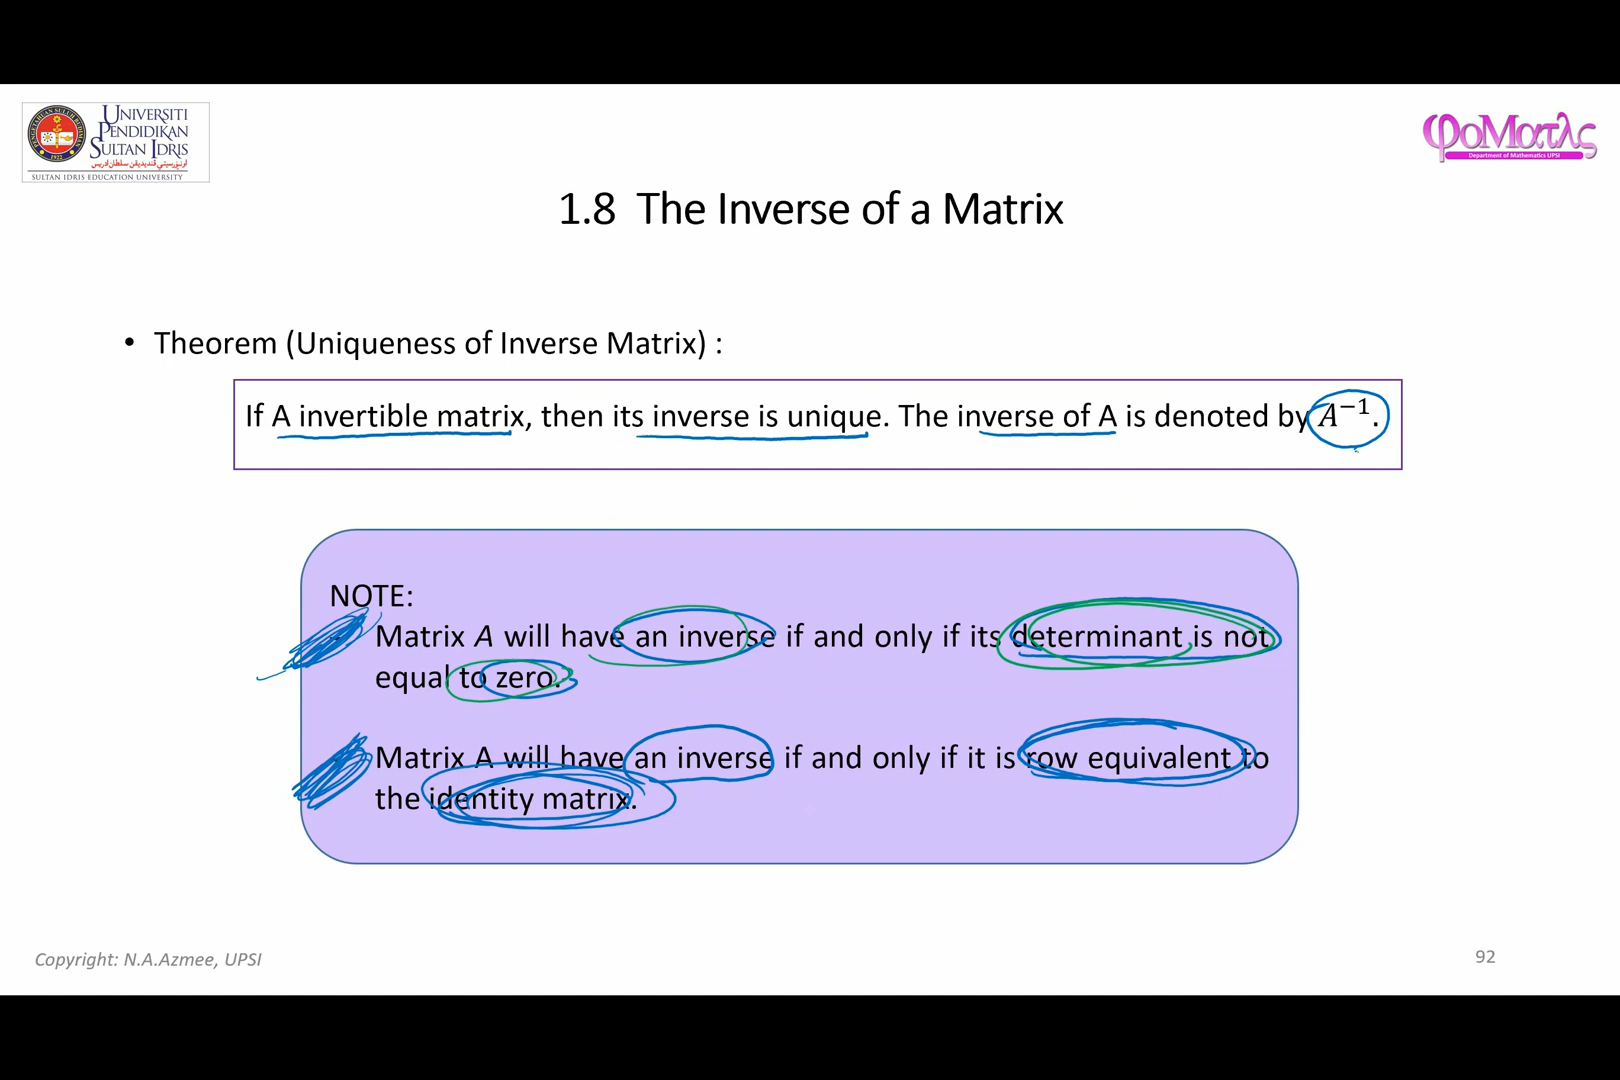 UNIVERSITI
PENDIDIKAN
SULTAN IDRIS
اونيۏرسيتي ڤنديديقن سلطان ادريس
SULTAN IDRIS EDUCATION UNIVERSITY
φοΜατλς
Department of Mathematics UPSI
1.8 The Inverse of a Matrix
• Theorem (Uniqueness of Inverse Matrix) :
If A invertible matrix, then its inverse is unique. The inverse of A is denoted by A⁻¹.
NOTE:
Matrix A will have an inverse if and only if its determinant is not
equal to zero.
Matrix A will have an inverse if and only if it is row equivalent to
the identity matrix.
Copyright: N.A.Azmee, UPSI
92